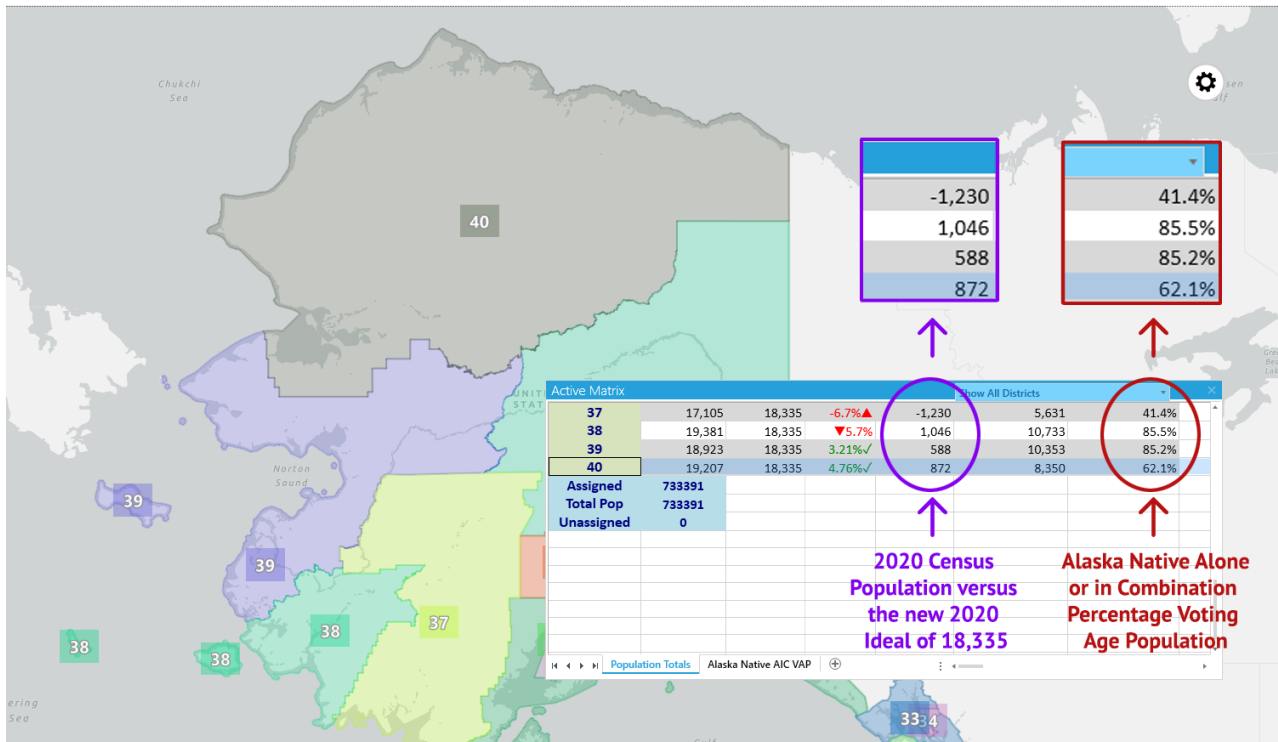 Chukchi
Sea
40
-1,230
1,046
588
872
41.4%
85.5%
85.2%
62.1%
UNIT
STAT
Norton
Sound
39
39
38
38
38
37
33
34
ering
Sea
Gulf
Active Matrix
Show All Districts
37 17,105 18,335 -6.7%▲ -1,230 5,631 41.4%
38 19,381 18,335 ▼5.7% 1,046 10,733 85.5%
39 18,923 18,335 3.21%✓ 588 10,353 85.2%
40 19,207 18,335 4.76%✓ 872 8,350 62.1%
Assigned 733391
Total Pop 733391
Unassigned 0
2020 Census
Population versus
the new 2020
Ideal of 18,335
Alaska Native Alone
or in Combination
Percentage Voting
Age Population
Population Totals Alaska Native AIC VAP